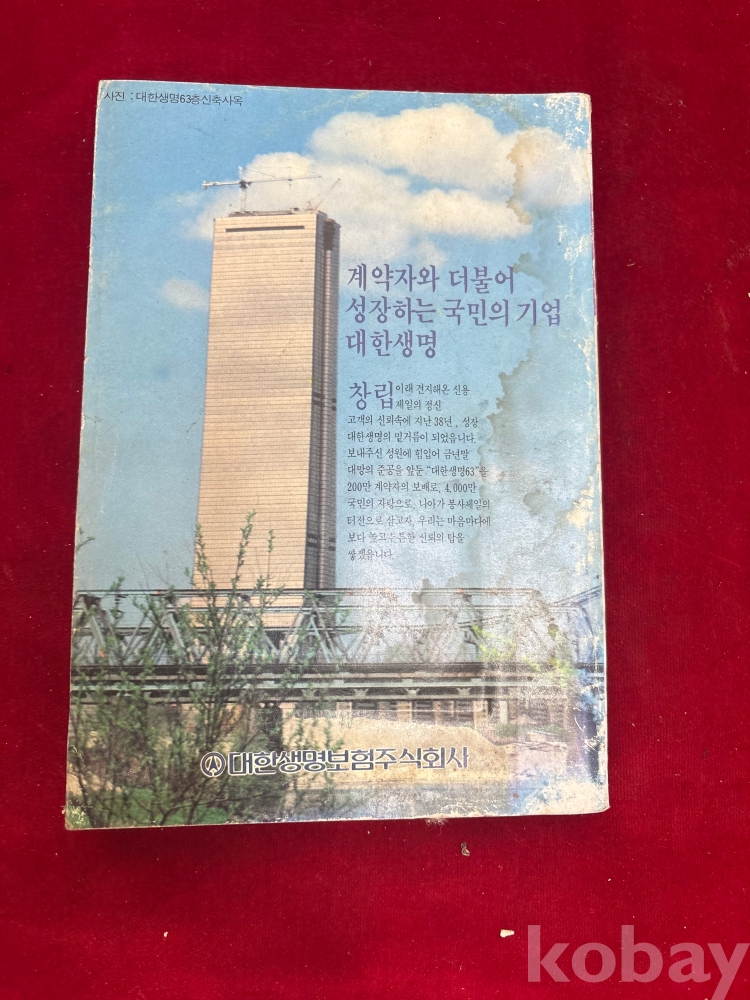 사진 : 대한생명63층신축사옥
계약자와 더불어
성장하는 국민의 기업
대한생명
창립이래 견지해온 신용
제일의 정신
고객의 신뢰속에 지난 38년, 성장
대한생명의 밑거름이 되었읍니다.
보내주신 성원에 힘입어 금년말
대망의 준공을 앞둔 “대한생명63”을
200만 계약자의 보배로, 4,000만
국민의 자랑으로, 나아가 봉사제일의
터전으로 삼고자, 우리는 마음마다에
보다 높고 튼튼한 신뢰의 탑을
쌓겠읍니다.
대한생명보험주식회사
kobay